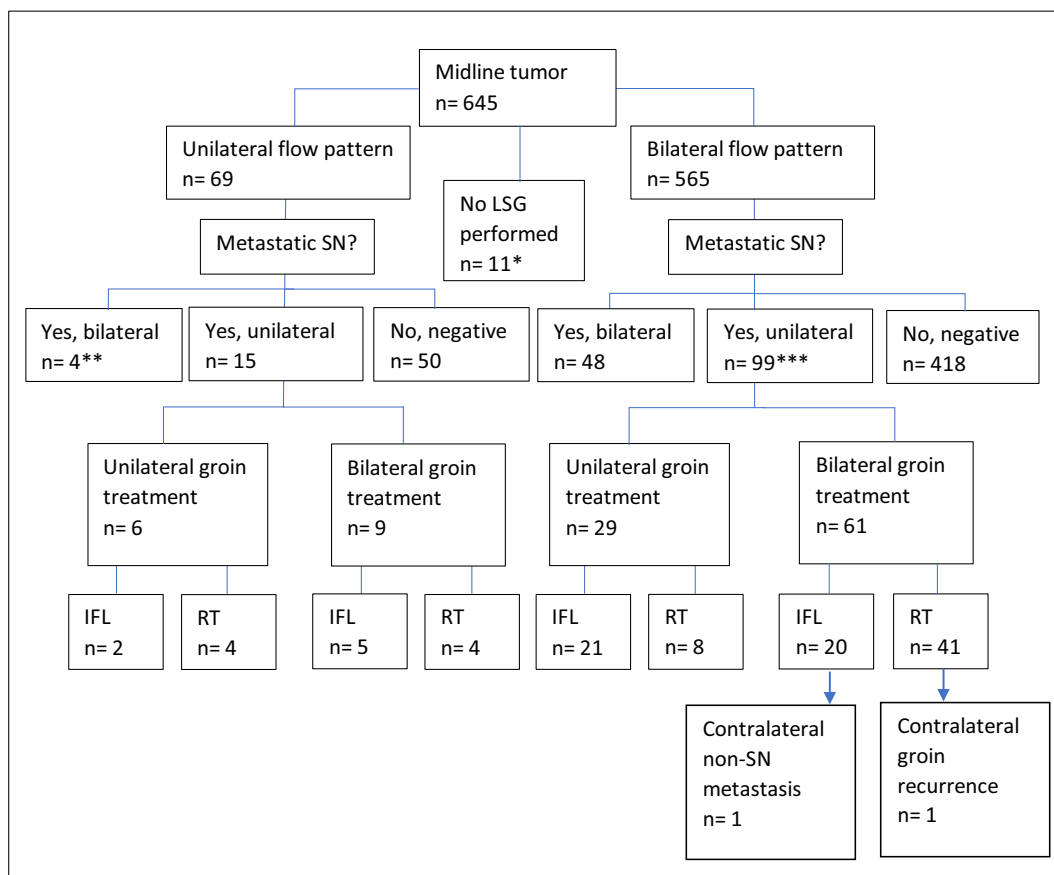 Midline tumor
n= 645
Unilateral flow pattern
n= 69
No LSG
performed
n= 11*
Bilateral flow pattern
n= 565
Metastatic SN?
Metastatic SN?
Yes, bilateral
n= 4**
Yes, unilateral
n= 15
No, negative
n= 50
Yes, bilateral
n= 48
Yes, unilateral
n= 99***
No, negative
n= 418
Unilateral groin
treatment
n= 6
Bilateral groin
treatment
n= 9
Unilateral groin
treatment
n= 29
Bilateral groin
treatment
n= 61
IFL
n= 2
RT
n= 4
IFL
n= 5
RT
n= 4
IFL
n= 21
RT
n= 8
IFL
n= 20
RT
n= 41
Contralateral
non-SN
metastasis
n= 1
Contralateral
groin
recurrence
n= 1